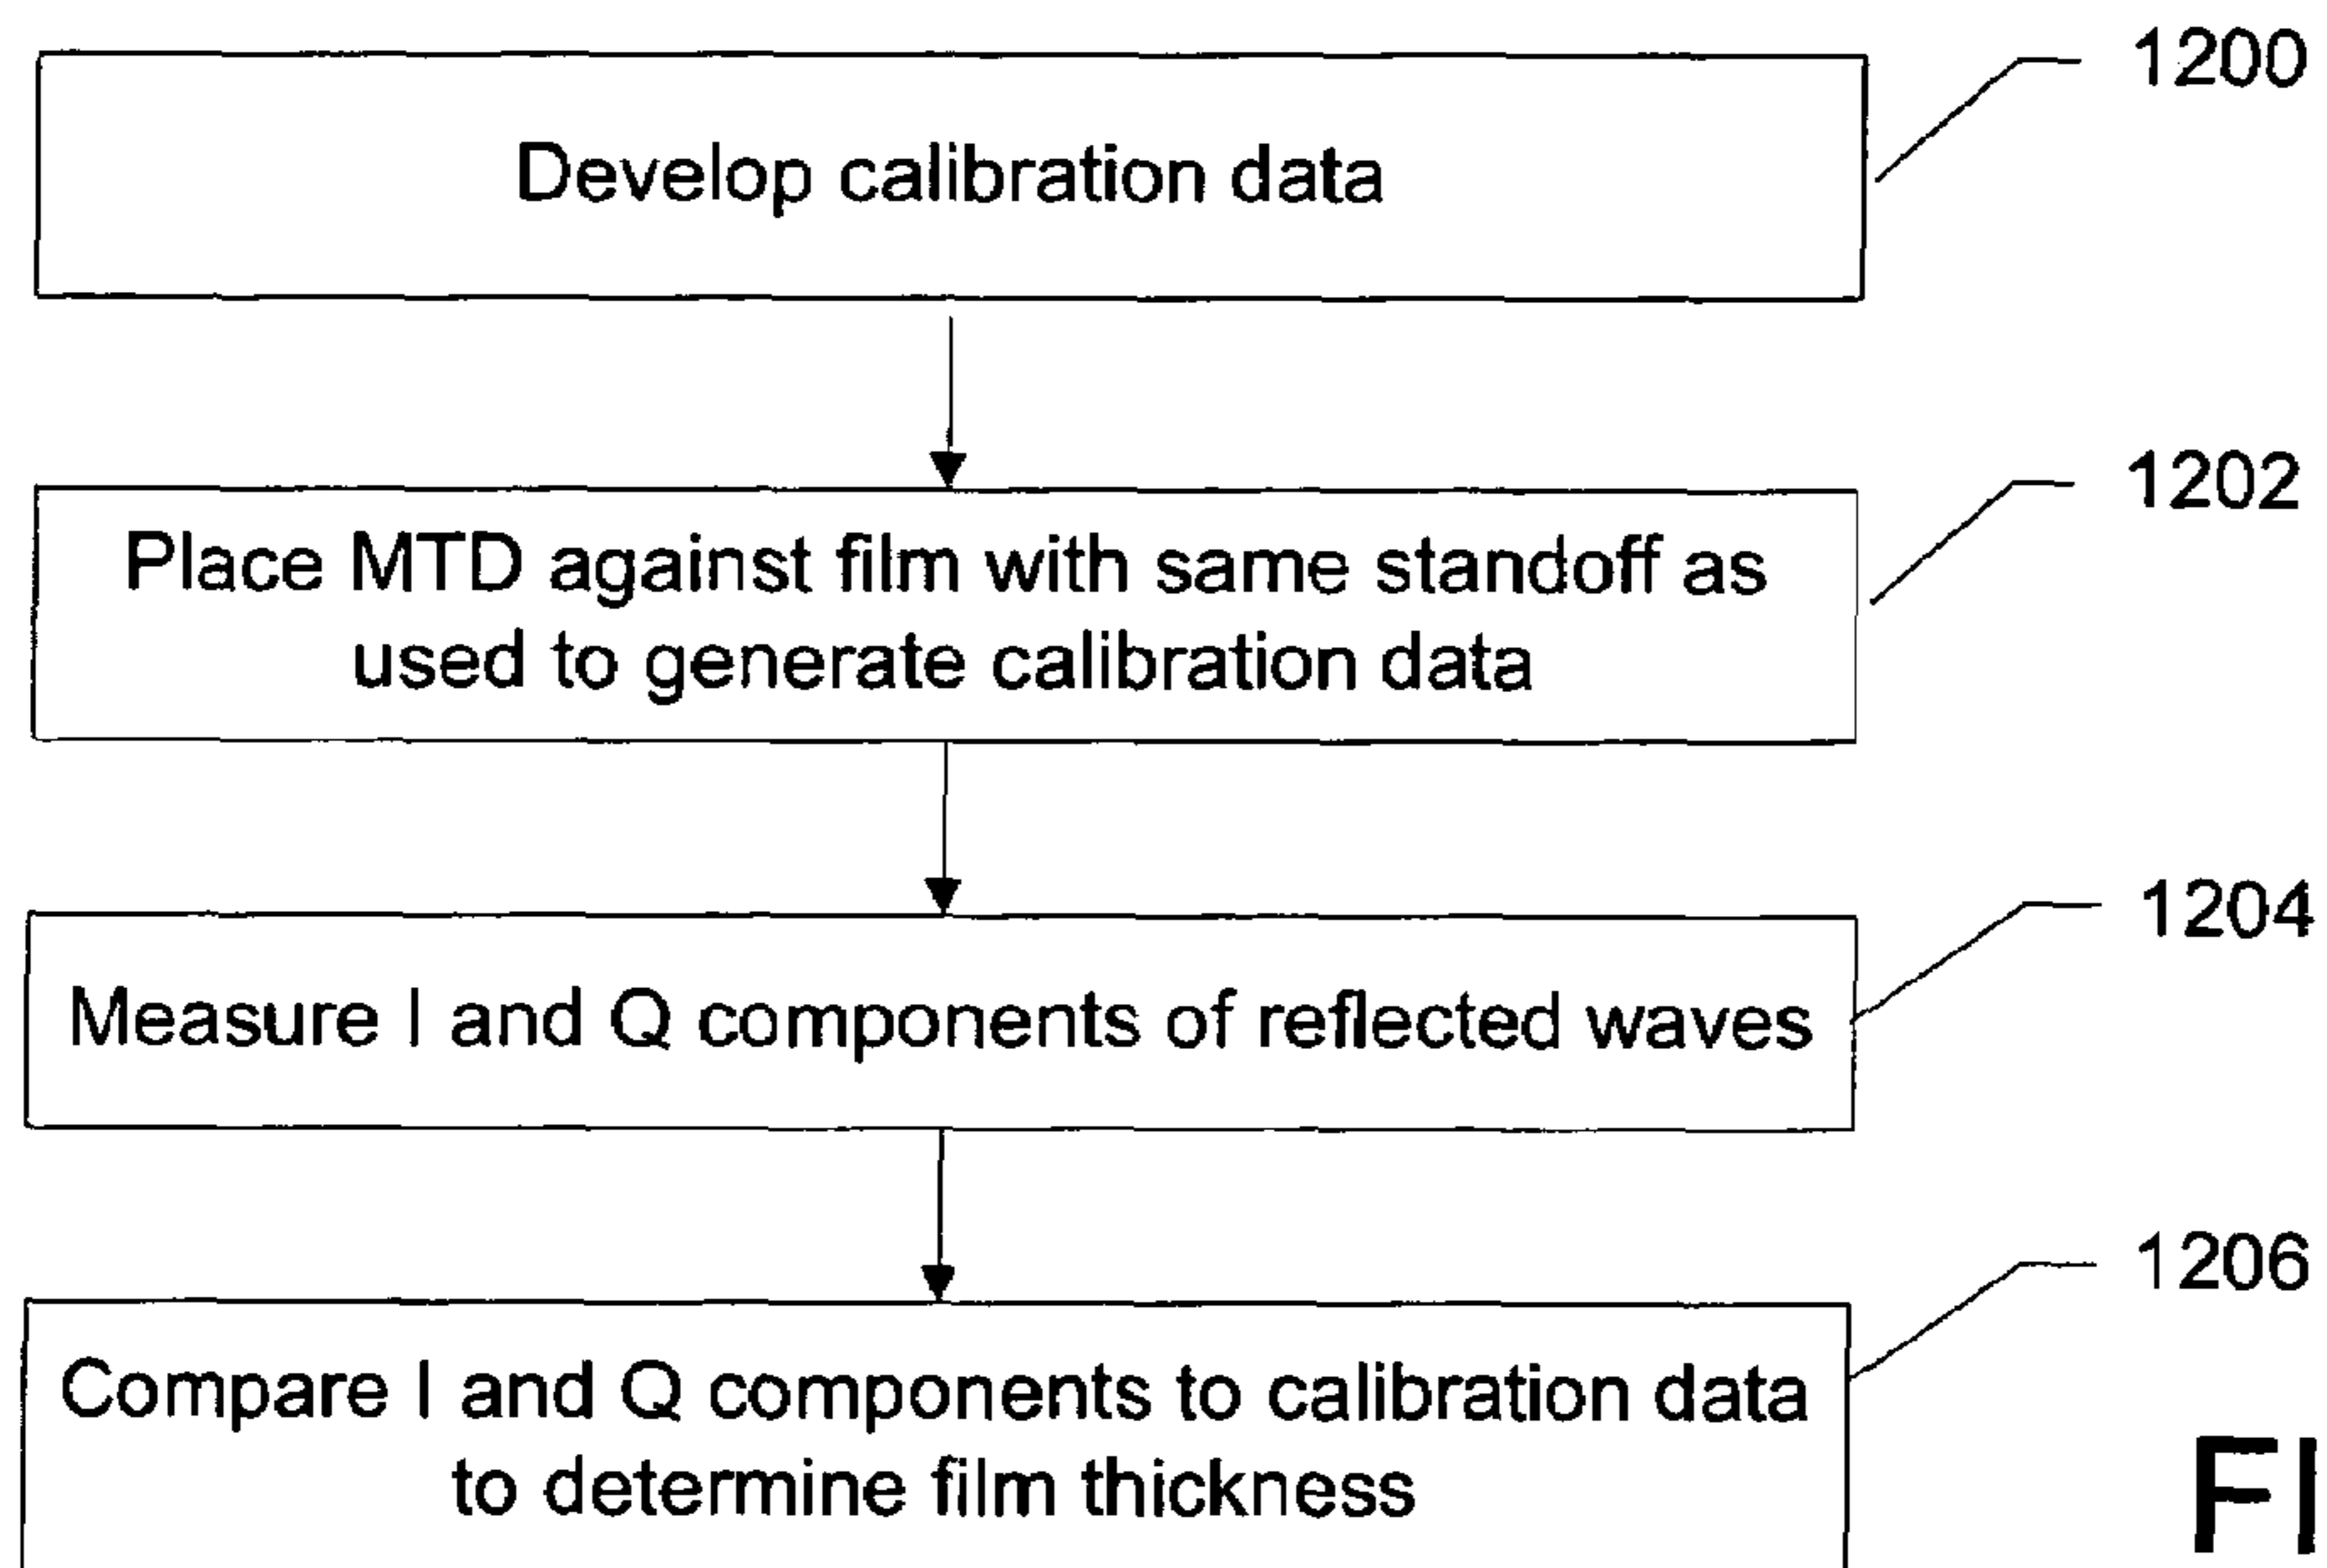 1200
Develop calibration data
1202
Place MTD against film with same standoff as
used to generate calibration data
1204
Measure I and Q components of reflected waves
1206
Compare I and Q components to calibration data
to determine film thickness